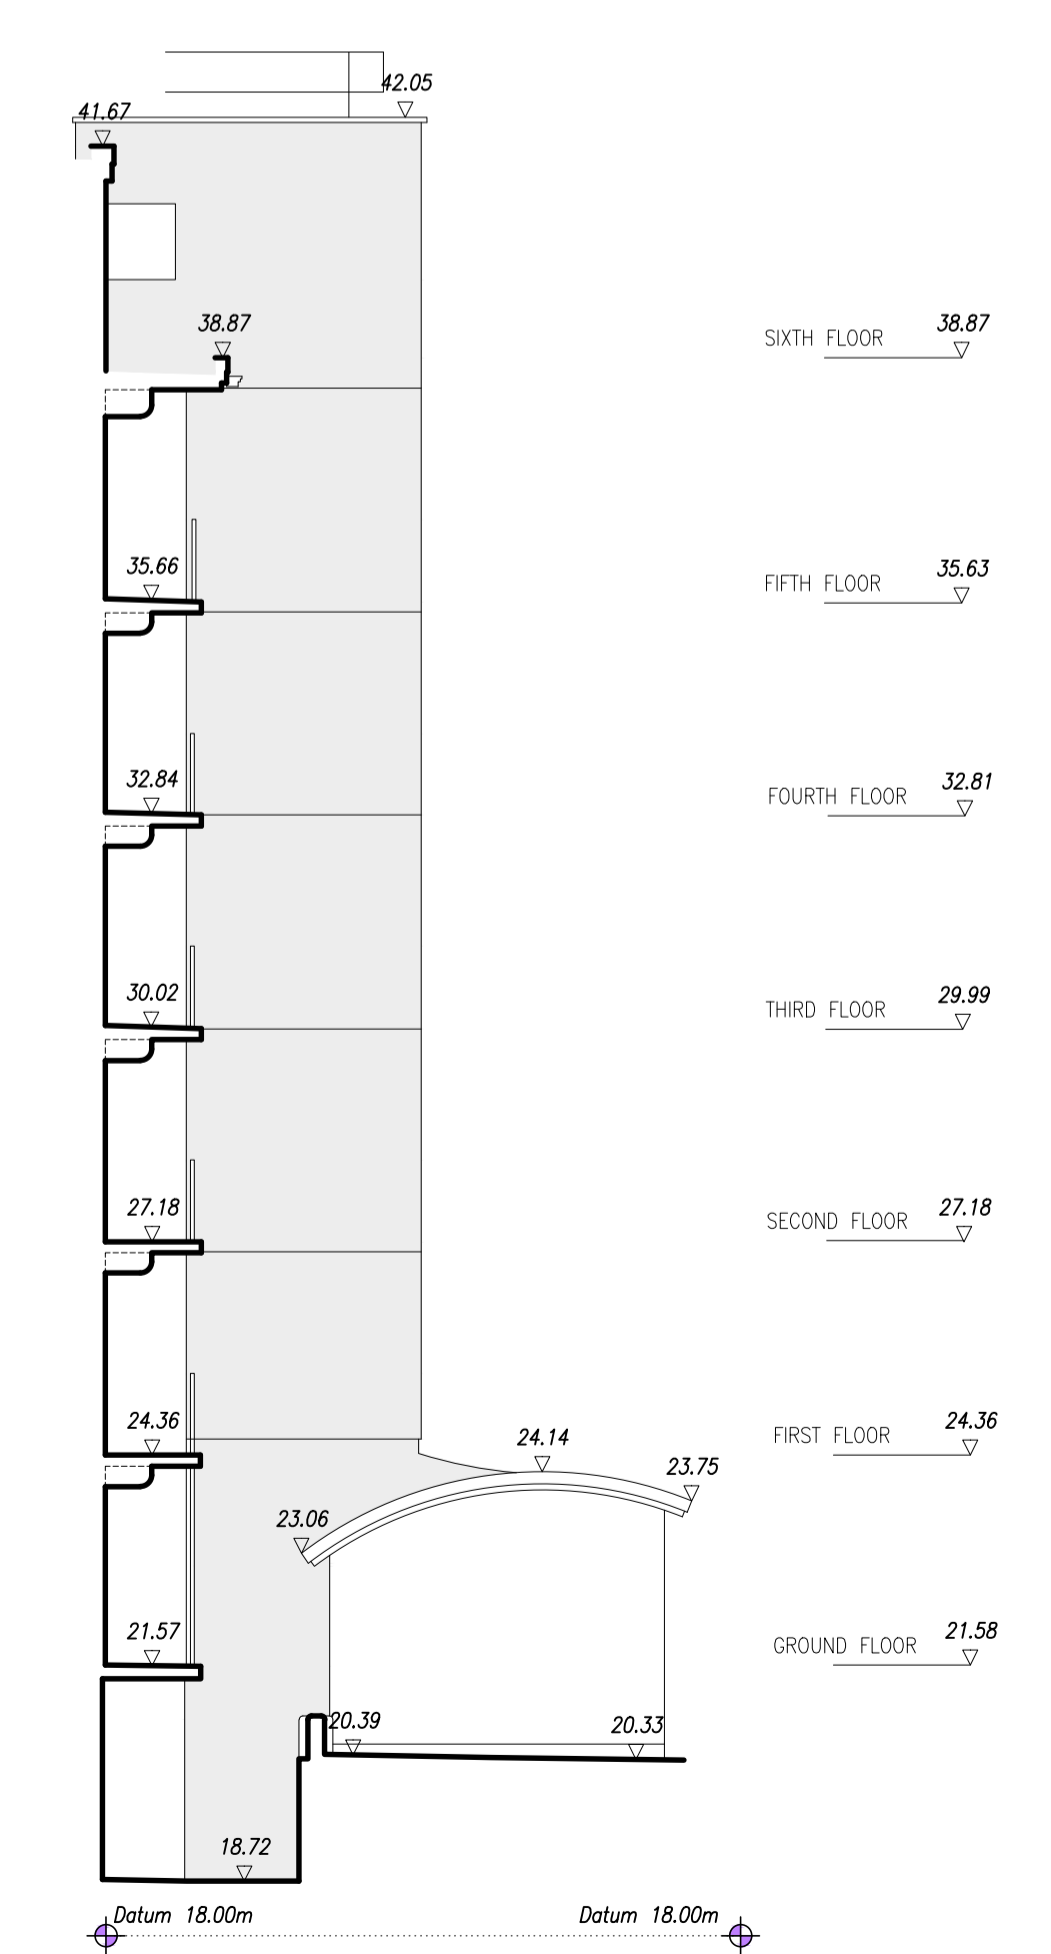 42.05
41.67
38.87
SIXTH FLOOR 38.87
35.66
FIFTH FLOOR 35.63
32.84
FOURTH FLOOR 32.81
30.02
THIRD FLOOR 29.99
27.18
SECOND FLOOR 27.18
24.36
FIRST FLOOR 24.36
24.14
23.75
23.06
21.57
GROUND FLOOR 21.58
20.39
20.33
18.72
Datum 18.00m
Datum 18.00m